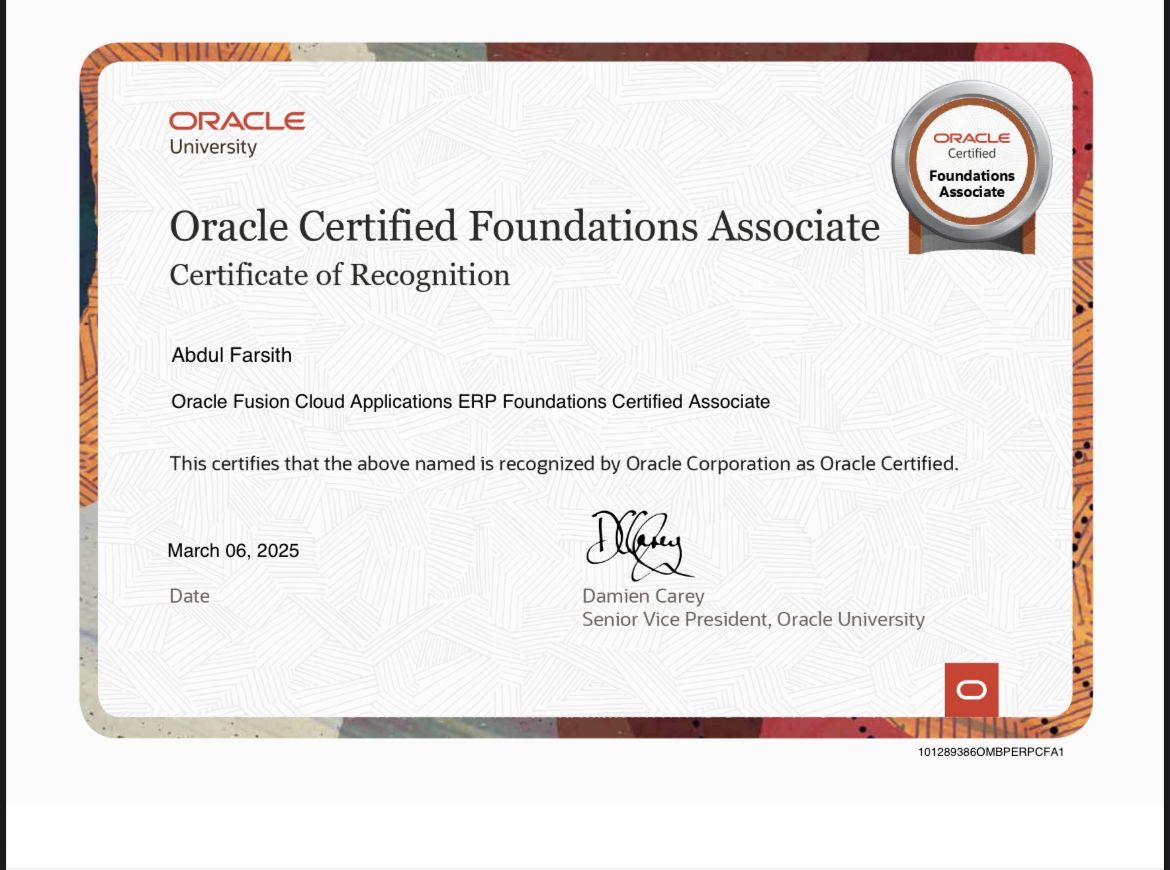 ORACLE
University
ORACLE
Certified
Foundations
Associate
Oracle Certified Foundations Associate
Certificate of Recognition
Abdul Farsith
Oracle Fusion Cloud Applications ERP Foundations Certified Associate
This certifies that the above named is recognized by Oracle Corporation as Oracle Certified.
March 06, 2025
Date
Damien Carey
Senior Vice President, Oracle University
101289386OMBPERPCFA1